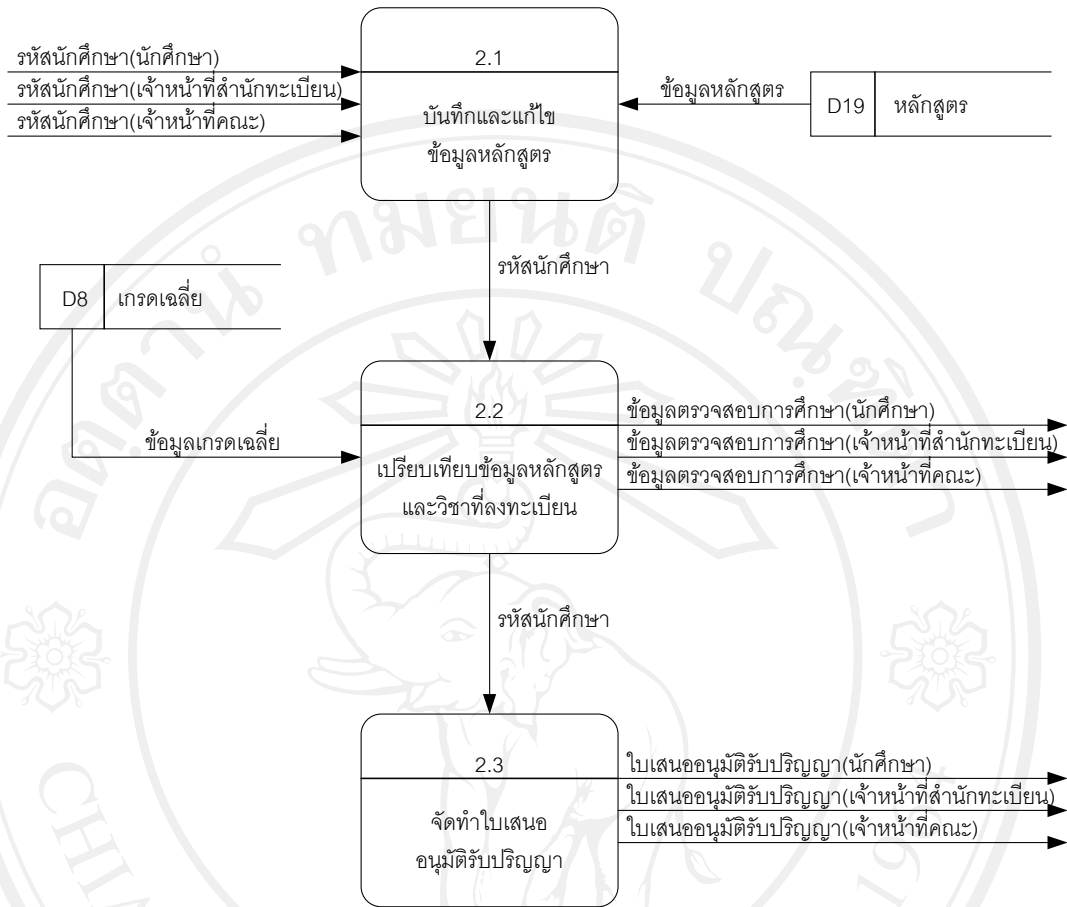 รหัสนักศึกษา(นักศึกษา)
รหัสนักศึกษา(เจ้าหน้าที่สำนักทะเบียน)
รหัสนักศึกษา(เจ้าหน้าที่คณะ)
2.1
บันทึกและแก้ไข
ข้อมูลหลักสูตร
ข้อมูลหลักสูตร
D19 หลักสูตร
รหัสนักศึกษา
D8 เกรดเฉลี่ย
ข้อมูลเกรดเฉลี่ย
2.2
เปรียบเทียบข้อมูลหลักสูตร
และวิชาที่ลงทะเบียน
ข้อมูลตรวจสอบการศึกษา(นักศึกษา)
ข้อมูลตรวจสอบการศึกษา(เจ้าหน้าที่สำนักทะเบียน)
ข้อมูลตรวจสอบการศึกษา(เจ้าหน้าที่คณะ)
รหัสนักศึกษา
2.3
จัดทำใบเสนอ
อนุมัติรับปริญญา
ใบเสนออนุมัติรับปริญญา(นักศึกษา)
ใบเสนออนุมัติรับปริญญา(เจ้าหน้าที่สำนักทะเบียน)
ใบเสนออนุมัติรับปริญญา(เจ้าหน้าที่คณะ)
อตฺตานํ ทมยนฺติ ปณฺฑิตา